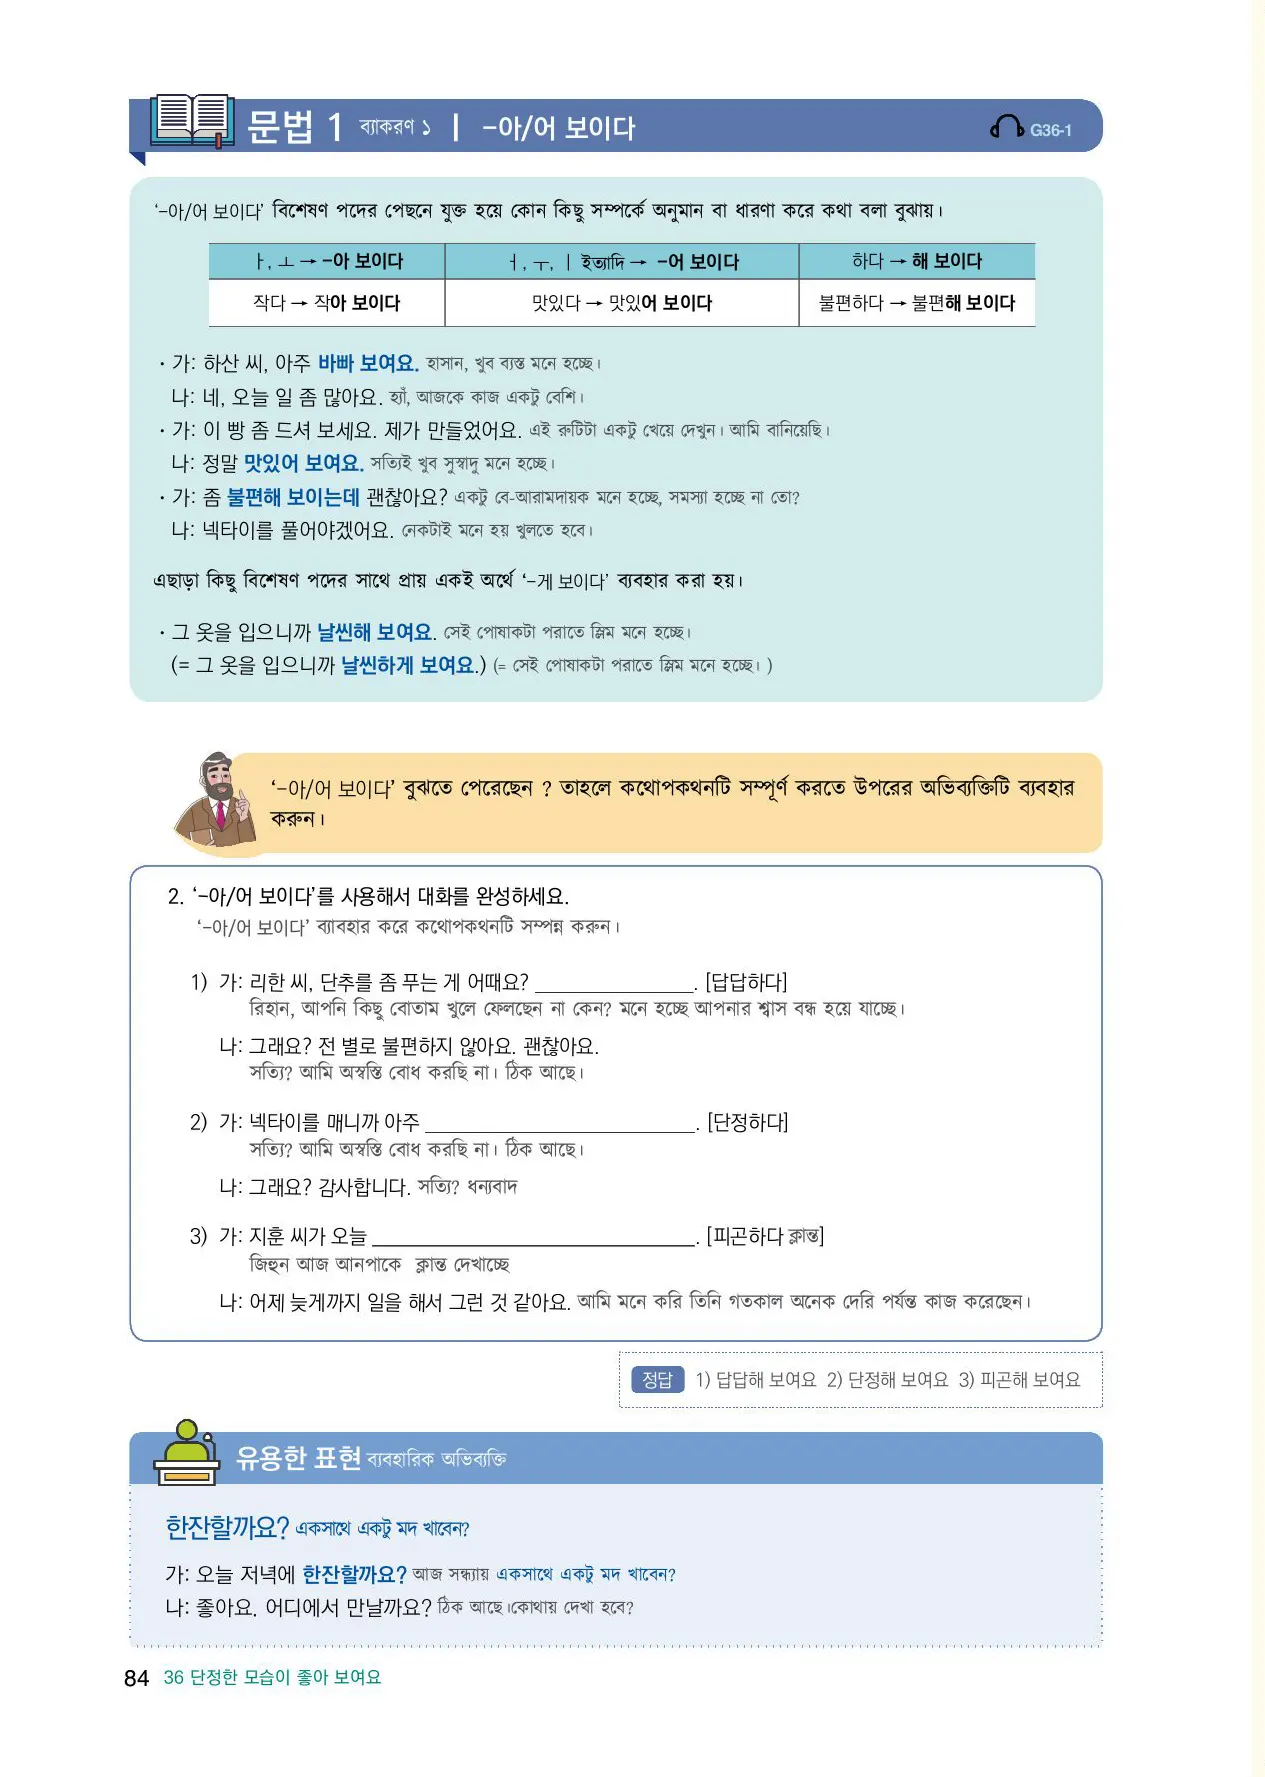 문법 1 ব্যাকরণ ১ | -아/어 보이다
G36-1
‘-아/어 보이다’ বিশেষণ পদের পেছনে যুক্ত হয়ে কোন কিছু সম্পর্কে অনুমান বা ধারণা করে কথা বলা বুঝায়।
ㅏ, ㅗ → -아 보이다 ㅓ, ㅜ, ㅣ ইত্যাদি → -어 보이다 하다 → 해 보이다
작다 → 작아 보이다 맛있다 → 맛있어 보이다 불편하다 → 불편해 보이다
· 가: 하산 씨, 아주 바빠 보여요. হাসান, খুব ব্যস্ত মনে হচ্ছে।
나: 네, 오늘 일 좀 많아요. হ্যাঁ, আজকে কাজ একটু বেশি।
· 가: 이 빵 좀 드셔 보세요. 제가 만들었어요. এই রুটিটা একটু খেয়ে দেখুন। আমি বানিয়েছি।
나: 정말 맛있어 보여요. সত্যিই খুব সুস্বাদু মনে হচ্ছে।
· 가: 좀 불편해 보이는데 괜찮아요? একটু বে-আরামদায়ক মনে হচ্ছে, সমস্যা হচ্ছে না তো?
나: 넥타이를 풀어야겠어요. নেকটাই মনে হয় খুলতে হবে।
এছাড়া কিছু বিশেষণ পদের সাথে প্রায় একই অর্থে ‘-게 보이다’ ব্যবহার করা হয়।
· 그 옷을 입으니까 날씬해 보여요. সেই পোষাকটা পরাতে স্লিম মনে হচ্ছে।
(= 그 옷을 입으니까 날씬하게 보여요.) (= সেই পোষাকটা পরাতে স্লিম মনে হচ্ছে। )
‘-아/어 보이다’ বুঝতে পেরেছেন ? তাহলে কথোপকথনটি সম্পূর্ণ করতে উপরের অভিব্যক্তিটি ব্যবহার
করুন।
2. ‘-아/어 보이다’를 사용해서 대화를 완성하세요.
‘-아/어 보이다’ ব্যাবহার করে কথোপকথনটি সম্পন্ন করুন।
1) 가: 리한 씨, 단추를 좀 푸는 게 어때요? ________________. [답답하다]
রিহান, আপনি কিছু বোতাম খুলে ফেলছেন না কেন? মনে হচ্ছে আপনার শ্বাস বন্ধ হয়ে যাচ্ছে।
나: 그래요? 전 별로 불편하지 않아요. 괜찮아요.
সত্যি? আমি অস্বস্তি বোধ করছি না। ঠিক আছে।
2) 가: 넥타이를 매니까 아주 ___________________________. [단정하다]
সত্যি? আমি অস্বস্তি বোধ করছি না। ঠিক আছে।
나: 그래요? 감사합니다. সত্যি? ধন্যবাদ
3) 가: 지훈 씨가 오늘 ________________________________. [피곤하다 ক্লান্ত]
জিহুন আজ আনপাকে ক্লান্ত দেখাচ্ছে
나: 어제 늦게까지 일을 해서 그런 것 같아요. আমি মনে করি তিনি গতকাল অনেক দেরি পর্যন্ত কাজ করেছেন।
정답 1) 답답해 보여요 2) 단정해 보여요 3) 피곤해 보여요
유용한 표현 ব্যবহারিক অভিব্যক্তি
한잔할까요? একসাথে একটু মদ খাবেন?
가: 오늘 저녁에 한잔할까요? আজ সন্ধ্যায় একসাথে একটু মদ খাবেন?
나: 좋아요. 어디에서 만날까요? ঠিক আছে।কোথায় দেখা হবে?
84 36 단정한 모습이 좋아 보여요